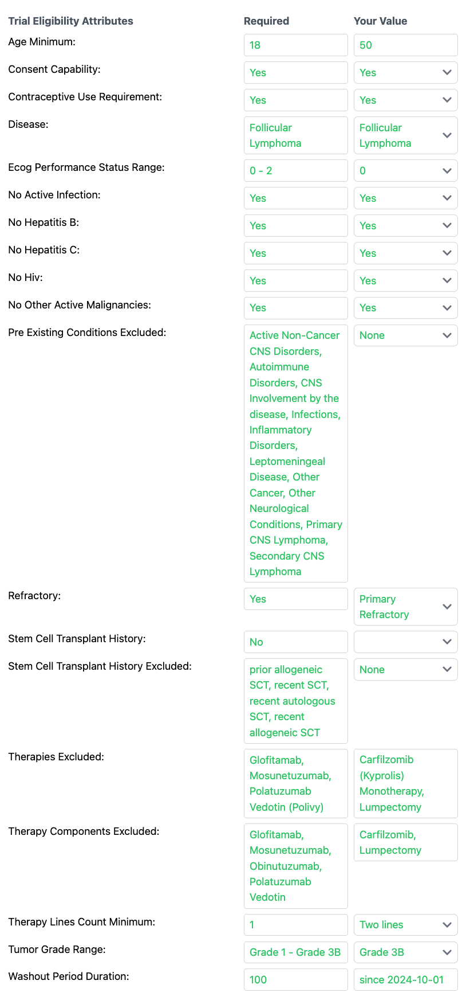 Trial Eligibility Attributes Required Your Value
Age Minimum: 18 50
Consent Capability: Yes Yes
Contraceptive Use Requirement: Yes Yes
Disease: Follicular Follicular
Lymphoma Lymphoma
Ecog Performance Status Range: 0 - 2 0
No Active Infection: Yes Yes
No Hepatitis B: Yes Yes
No Hepatitis C: Yes Yes
No Hiv: Yes Yes
No Other Active Malignancies: Yes Yes
Pre Existing Conditions Excluded: Active Non-Cancer None
CNS Disorders,
Autoimmune
Disorders, CNS
Involvement by the
disease, Infections,
Inflammatory
Disorders,
Leptomeningeal
Disease, Other
Cancer, Other
Neurological
Conditions, Primary
CNS Lymphoma,
Secondary CNS
Lymphoma
Refractory: Yes Primary
Refractory
Stem Cell Transplant History: No
Stem Cell Transplant History Excluded: prior allogeneic None
SCT, recent SCT,
recent autologous
SCT, recent
allogeneic SCT
Therapies Excluded: Glofitamab, Carfilzomib
Mosunetuzumab, (Kyprolis)
Polatuzumab Monotherapy,
Vedotin (Polivy) Lumpectomy
Therapy Components Excluded: Glofitamab, Carfilzomib,
Mosunetuzumab, Lumpectomy
Obinutuzumab,
Polatuzumab
Vedotin
Therapy Lines Count Minimum: 1 Two lines
Tumor Grade Range: Grade 1 - Grade 3B Grade 3B
Washout Period Duration: 100 since 2024-10-01